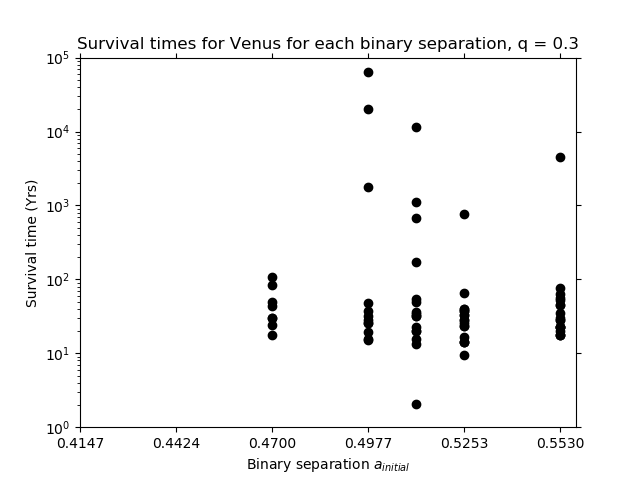 Survival times for Venus for each binary separation, q = 0.3
Survival time (Yrs)
10^5
10^4
10^3
10^2
10^1
10^0
0.4147 0.4424 0.4700 0.4977 0.5253 0.5530
Binary separation a_initial